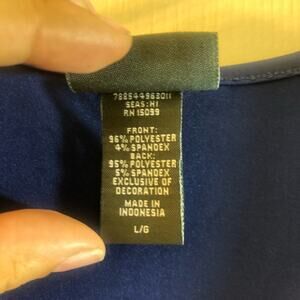 788544963011
SEAS: H1
RN 15099
FRONT:
96% POLYESTER
4% SPANDEX
BACK:
95% POLYESTER
5% SPANDEX
EXCLUSIVE OF
DECORATION
MADE IN
INDONESIA
L/G